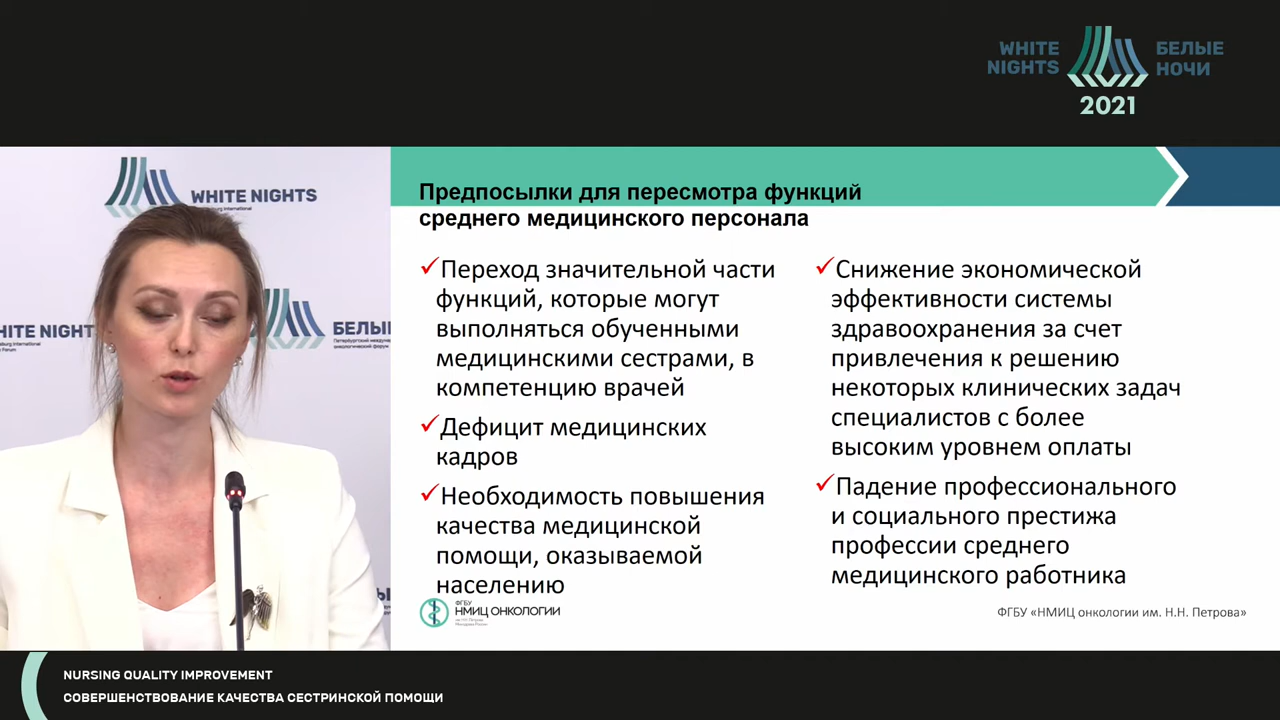 WHITE NIGHTS
БЕЛЫЕ НОЧИ
2021
WHITE NIGHTS
БЕЛЫЕ
Предпосылки для пересмотра функций
среднего медицинского персонала
Переход значительной части
функций, которые могут
выполняться обученными
медицинскими сестрами, в
компетенцию врачей
Дефицит медицинских
кадров
Необходимость повышения
качества медицинской
помощи, оказываемой
населению
Снижение экономической
эффективности системы
здравоохранения за счет
привлечения к решению
некоторых клинических задач
специалистов с более
высоким уровнем оплаты
Падение профессионального
и социального престижа
профессии среднего
медицинского работника
ФГБУ
НМИЦ ОНКОЛОГИИ
ФГБУ «НМИЦ онкологии им. Н.Н. Петрова»
NURSING QUALITY IMPROVEMENT
СОВЕРШЕНСТВОВАНИЕ КАЧЕСТВА СЕСТРИНСКОЙ ПОМОЩИ